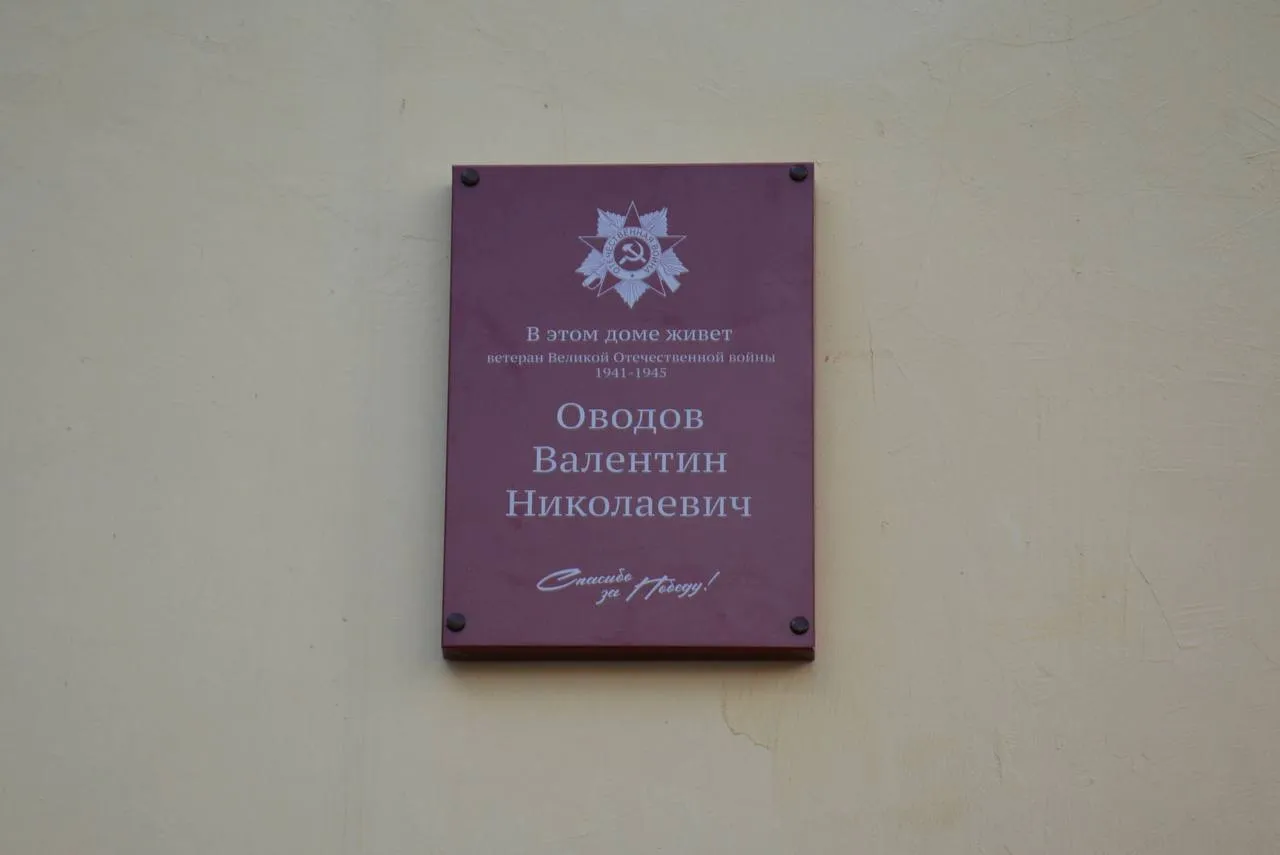 ОТЕЧЕСТВЕННАЯ ВОЙНА
В этом доме живет
ветеран Великой Отечественной войны
1941-1945
Оводов
Валентин
Николаевич
Спасибо
за Победу!